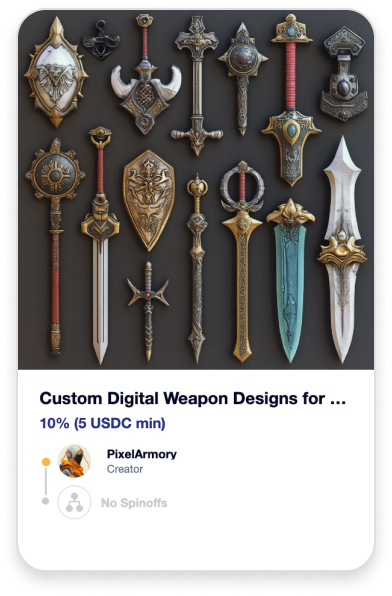 Custom Digital Weapon Designs for ...
10% (5 USDC min)
PixelArmory
Creator
No Spinoffs